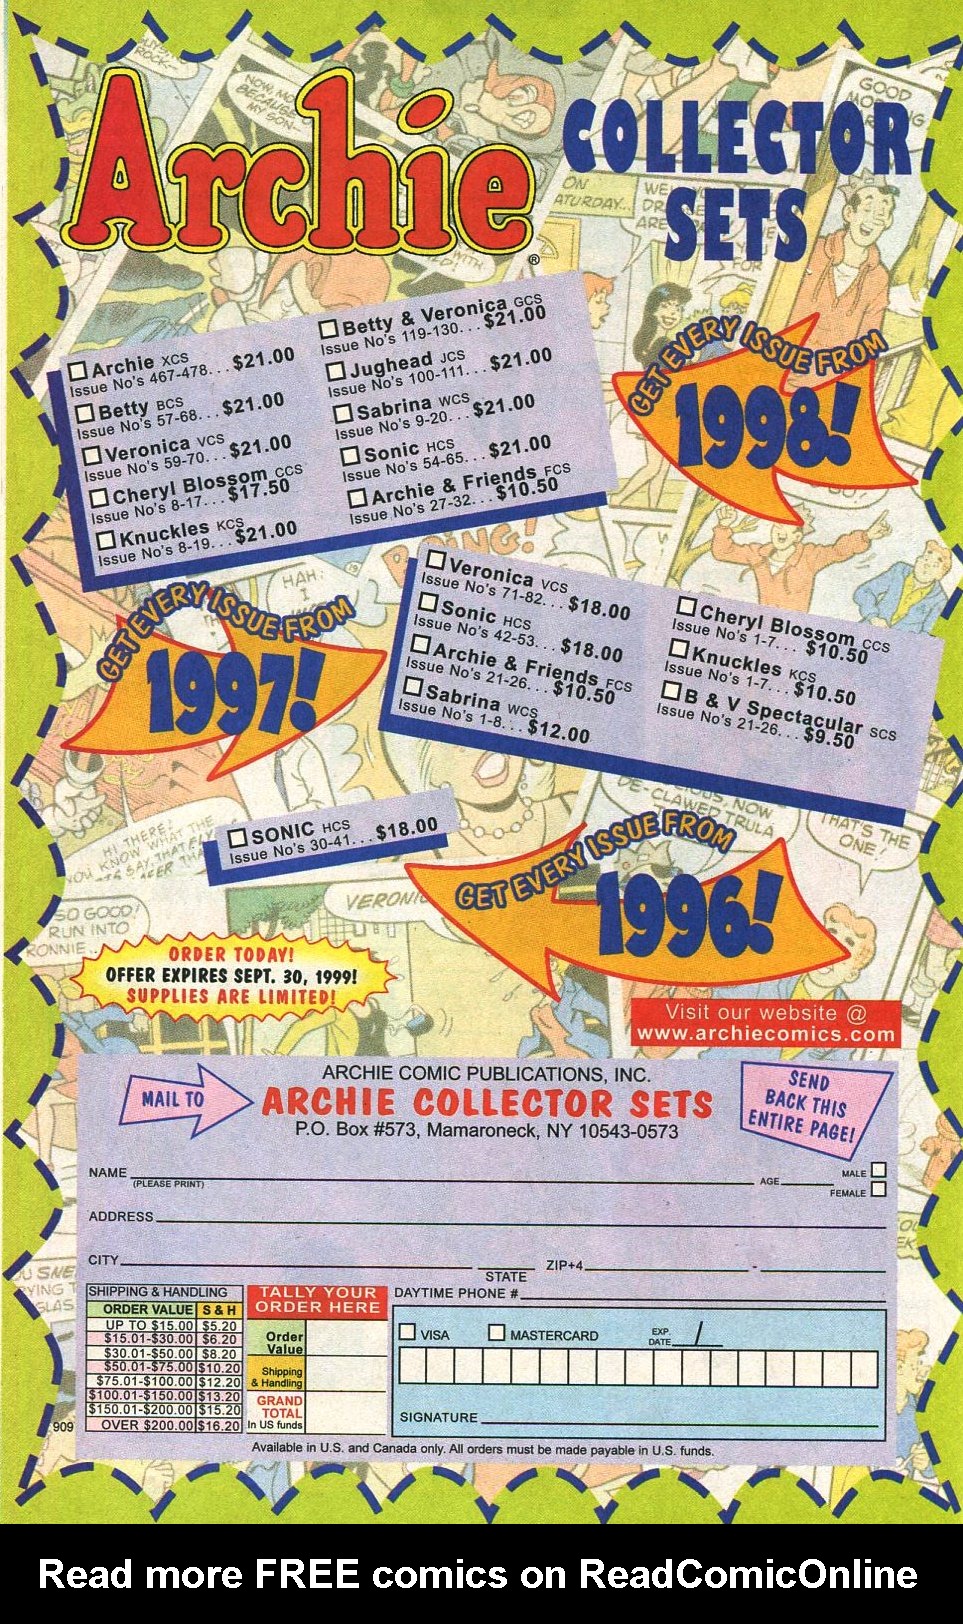 Archie®
COLLECTOR
SETS
GET EVERY ISSUE FROM
1998!
Archie XCS
Issue No's 467-478... $21.00
Betty BCS
Issue No's 57-68... $21.00
Veronica VCS
Issue No's 59-70... $21.00
Cheryl Blossom CCS
Issue No's 8-17... $17.50
Knuckles KCS
Issue No's 8-19... $21.00
Betty & Veronica GCS
Issue No's 119-130... $21.00
Jughead JCS
Issue No's 100-111... $21.00
Sabrina WCS
Issue No's 9-20... $21.00
Sonic HCS
Issue No's 54-65... $21.00
Archie & Friends FCS
Issue No's 27-32... $10.50
GET EVERY ISSUE FROM
1997!
Veronica VCS
Issue No's 71-82... $18.00
Sonic HCS
Issue No's 42-53... $18.00
Archie & Friends FCS
Issue No's 21-26... $10.50
Sabrina WCS
Issue No's 1-8... $12.00
Cheryl Blossom CCS
Issue No's 1-7... $10.50
Knuckles KCS
Issue No's 1-7... $10.50
B & V Spectacular SCS
Issue No's 21-26... $9.50
SONIC HCS
Issue No's 30-41... $18.00
GET EVERY ISSUE FROM
1996!
ORDER TODAY!
OFFER EXPIRES SEPT. 30, 1999!
SUPPLIES ARE LIMITED!
Visit our website @
www.archiecomics.com
MAIL TO
ARCHIE COMIC PUBLICATIONS, INC.
ARCHIE COLLECTOR SETS
P.O. Box #573, Mamaroneck, NY 10543-0573
SEND
BACK THIS
ENTIRE PAGE!
NAME
(PLEASE PRINT)
AGE
MALE
FEMALE
ADDRESS
CITY
STATE
ZIP+4 -
DAYTIME PHONE #
SHIPPING & HANDLING
ORDER VALUE S & H
UP TO $15.00 $5.20
$15.01-$30.00 $6.20
$30.01-$50.00 $8.20
$50.01-$75.00 $10.20
$75.01-$100.00 $12.20
$100.01-$150.00 $13.20
$150.01-$200.00 $15.20
OVER $200.00 $16.20
TALLY YOUR
ORDER HERE
Order
Value
Shipping
& Handling
GRAND
TOTAL
In US funds
VISA MASTERCARD EXP. DATE /
SIGNATURE
909
Available in U.S. and Canada only. All orders must be made payable in U.S. funds.
Read more FREE comics on ReadComicOnline